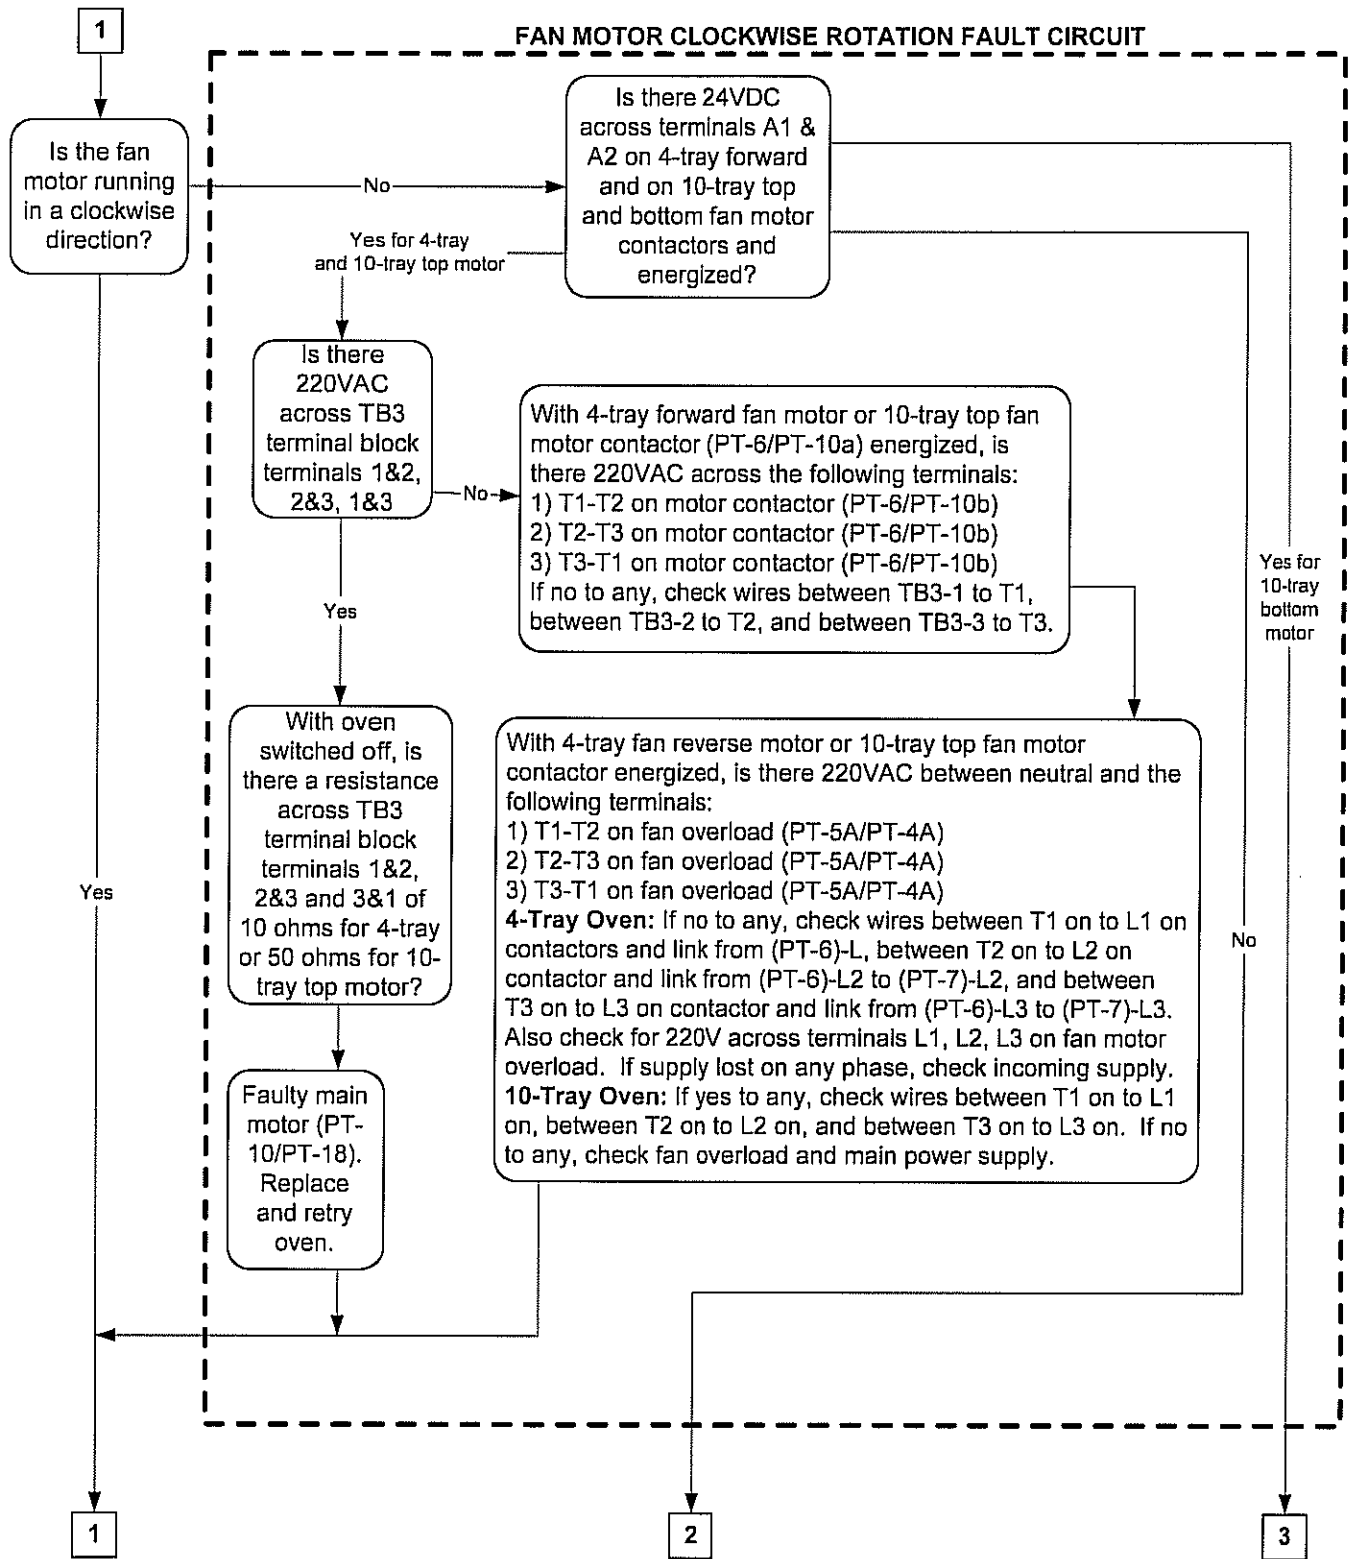 1
FAN MOTOR CLOCKWISE ROTATION FAULT CIRCUIT
Is the fan
motor running
in a clockwise
direction?
No
Is there 24VDC
across terminals A1 &
A2 on 4-tray forward
and on 10-tray top
and bottom fan motor
contactors and
energized?
Yes for 4-tray
and 10-tray top motor
Is there
220VAC
across TB3
terminal block
terminals 1&2,
2&3, 1&3
No
With 4-tray forward fan motor or 10-tray top fan
motor contactor (PT-6/PT-10a) energized, is
there 220VAC across the following terminals:
1) T1-T2 on motor contactor (PT-6/PT-10b)
2) T2-T3 on motor contactor (PT-6/PT-10b)
3) T3-T1 on motor contactor (PT-6/PT-10b)
If no to any, check wires between TB3-1 to T1,
between TB3-2 to T2, and between TB3-3 to T3.
Yes for
10-tray
bottom
motor
Yes
With oven
switched off, is
there a resistance
across TB3
terminal block
terminals 1&2,
2&3 and 3&1 of
10 ohms for 4-tray
or 50 ohms for 10-
tray top motor?
With 4-tray fan reverse motor or 10-tray top fan motor
contactor energized, is there 220VAC between neutral and the
following terminals:
1) T1-T2 on fan overload (PT-5A/PT-4A)
2) T2-T3 on fan overload (PT-5A/PT-4A)
3) T3-T1 on fan overload (PT-5A/PT-4A)
4-Tray Oven: If no to any, check wires between T1 on to L1 on
contactors and link from (PT-6)-L, between T2 on to L2 on
contactor and link from (PT-6)-L2 to (PT-7)-L2, and between
T3 on to L3 on contactor and link from (PT-6)-L3 to (PT-7)-L3.
Also check for 220V across terminals L1, L2, L3 on fan motor
overload. If supply lost on any phase, check incoming supply.
10-Tray Oven: If yes to any, check wires between T1 on to L1
on, between T2 on to L2 on, and between T3 on to L3 on. If no
to any, check fan overload and main power supply.
Yes
No
Faulty main
motor (PT-
10/PT-18).
Replace
and retry
oven.
1
2
3